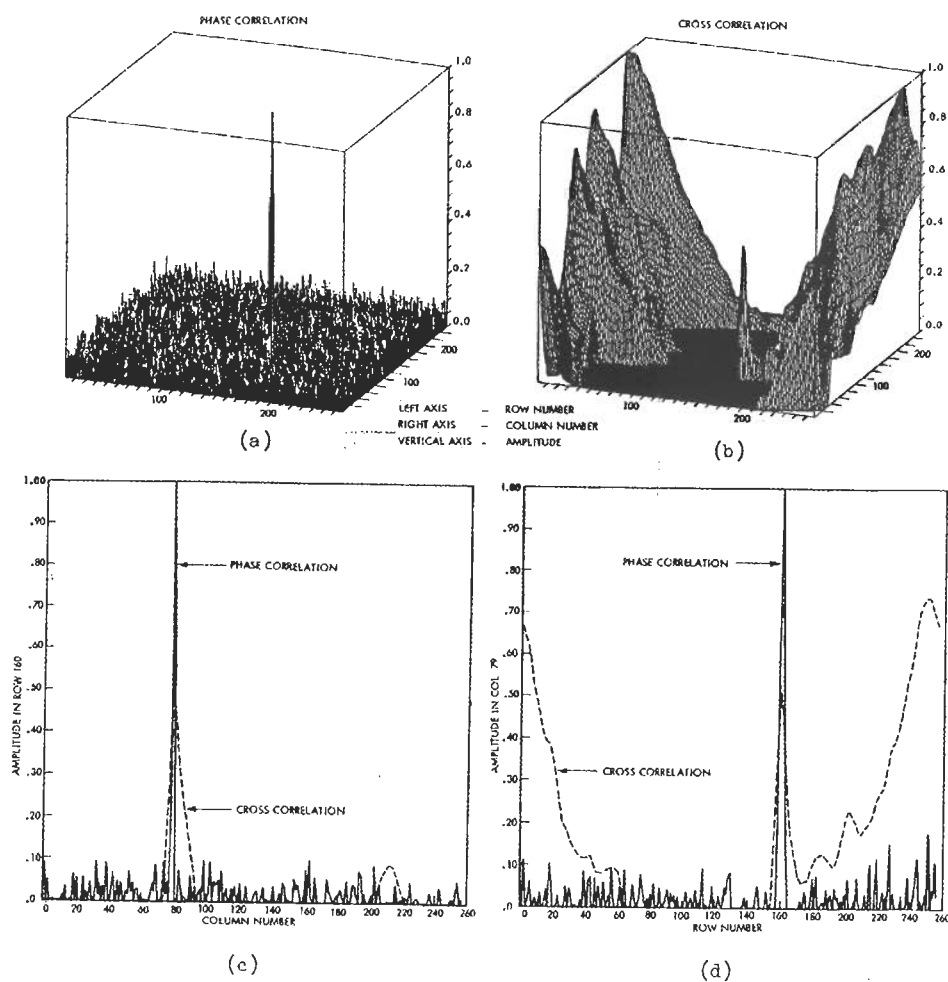 PHASE CORRELATION
1.0
0.8
0.6
0.4
0.2
0.0
200
100
100
200
(a)
CROSS CORRELATION
1.0
0.8
0.6
0.4
0.2
0.0
200
100
100
200
(b)
LEFT AXIS – ROW NUMBER
RIGHT AXIS – COLUMN NUMBER
VERTICAL AXIS - AMPLITUDE
1.00
.90
.80
.70
.60
.50
.40
.30
.20
.10
.0
AMPLITUDE IN ROW 160
PHASE CORRELATION
CROSS CORRELATION
0 20 40 60 80 100 120 140 160 180 200 220 240 260
COLUMN NUMBER
(c)
1.00
.90
.80
.70
.60
.50
.40
.30
.20
.10
.0
AMPLITUDE IN COL 79
PHASE CORRELATION
CROSS CORRELATION
0 20 40 60 80 100 120 140 160 180 200 220 240 260
ROW NUMBER
(d)